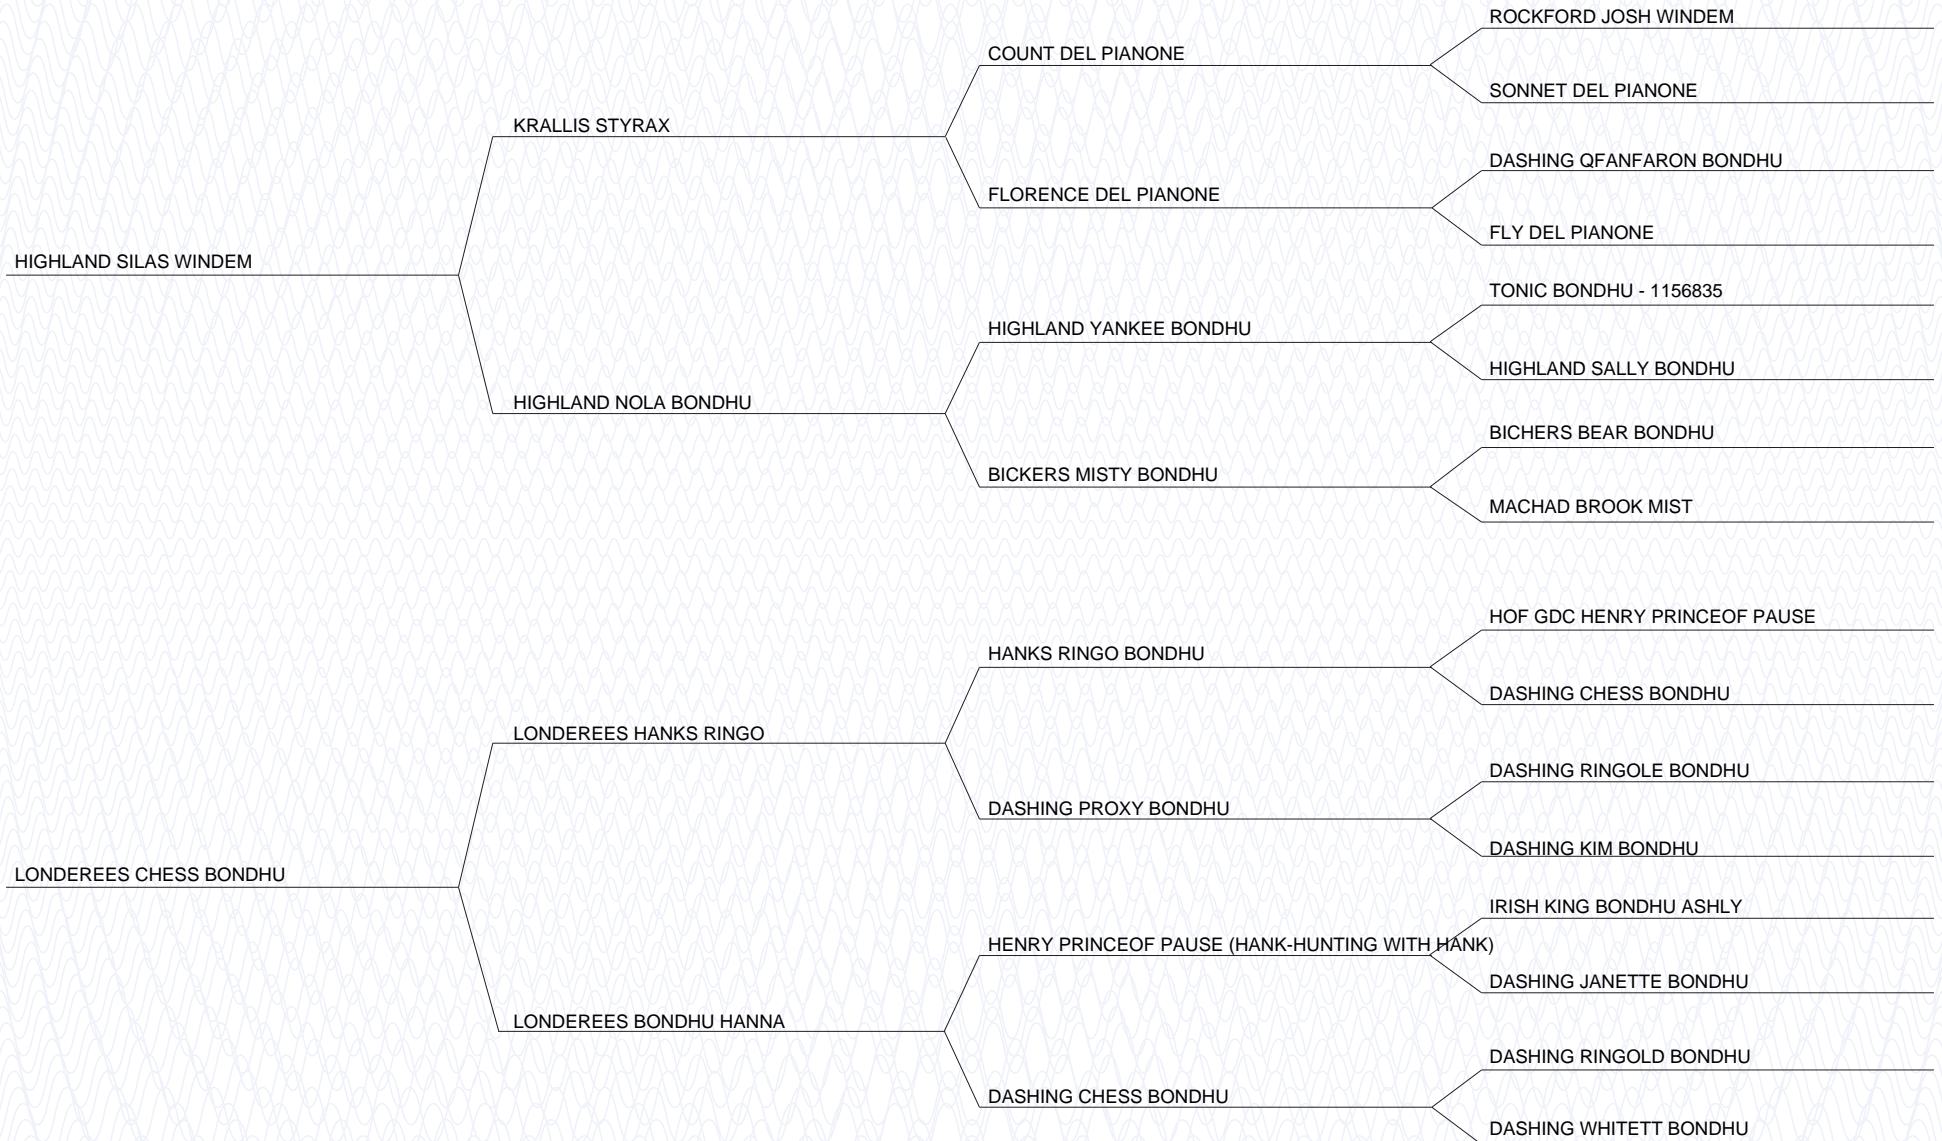 ROCKFORD JOSH WINDEM
COUNT DEL PIANONE
SONNET DEL PIANONE
KRALLIS STYRAX
DASHING QFANFARON BONDHU
FLORENCE DEL PIANONE
FLY DEL PIANONE
HIGHLAND SILAS WINDEM
TONIC BONDHU - 1156835
HIGHLAND YANKEE BONDHU
HIGHLAND SALLY BONDHU
HIGHLAND NOLA BONDHU
BICHERS BEAR BONDHU
BICKERS MISTY BONDHU
MACHAD BROOK MIST
HOF GDC HENRY PRINCEOF PAUSE
HANKS RINGO BONDHU
DASHING CHESS BONDHU
LONDEREES HANKS RINGO
DASHING RINGOLE BONDHU
DASHING PROXY BONDHU
DASHING KIM BONDHU
LONDEREES CHESS BONDHU
IRISH KING BONDHU ASHLY
HENRY PRINCEOF PAUSE (HANK-HUNTING WITH HANK)
DASHING JANETTE BONDHU
LONDEREES BONDHU HANNA
DASHING RINGOLD BONDHU
DASHING CHESS BONDHU
DASHING WHITETT BONDHU